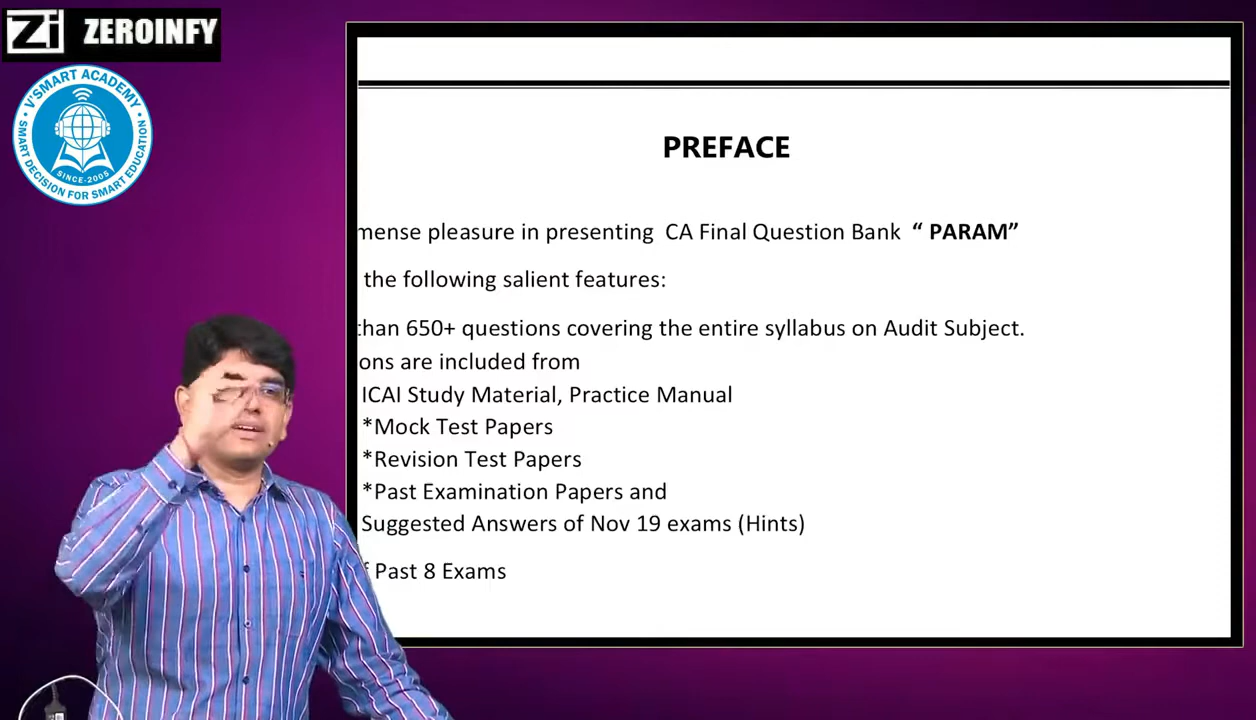 Zi ZEROINFY
V'SMART ACADEMY
SINCE-2005
SMART DECISION FOR SMART EDUCATION
PREFACE
pleasure in presenting CA Final Question Bank “ PARAM”
the following salient features:
than 650+ questions covering the entire syllabus on Audit Subject.
are included from
ICAI Study Material, Practice Manual
*Mock Test Papers
*Revision Test Papers
*Past Examination Papers and
Suggested Answers of Nov 19 exams (Hints)
Past 8 Exams